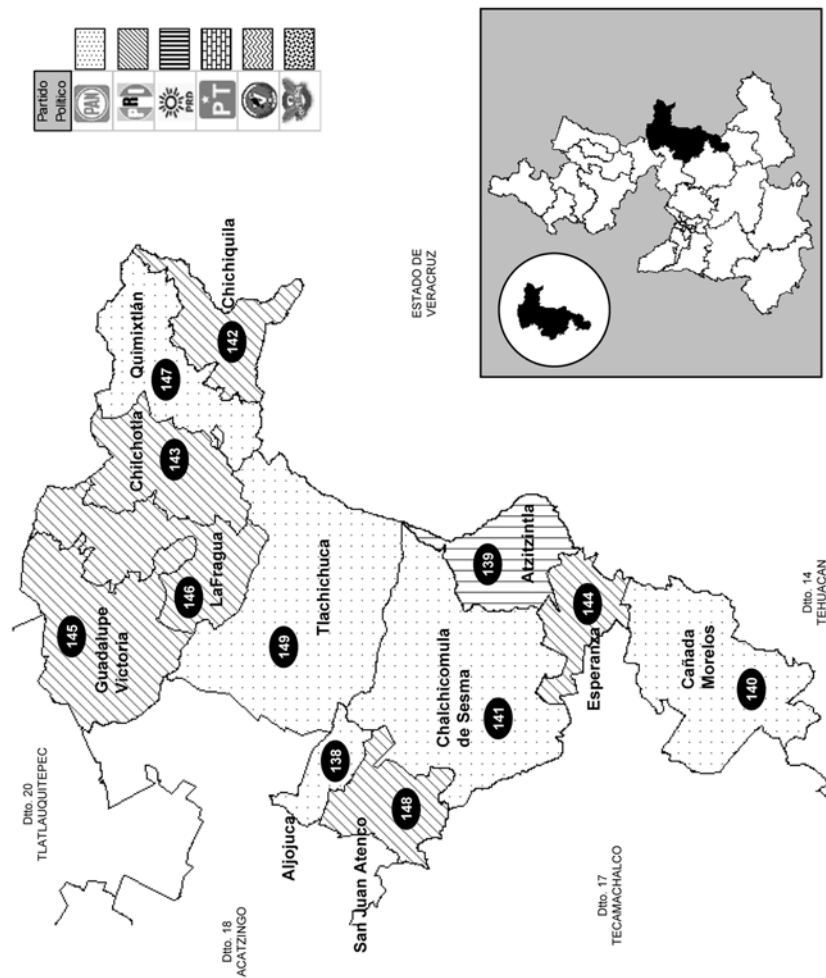 Partido
Político
PAN
PRI
PRD
PT
Dtto. 20
TLATLAUQUITEPEC
145
Guadalupe
Victoria
Chilchotla
143
Quimixtlán
147
142
Chichiquila
146
LaFragua
149
Tlachichuca
ESTADO DE
VERACRUZ
Dtto. 18
ACATZINGO
Aljojuca
138
San Juan Atenco
148
Chalchicomula
de Sesma
141
139
Atzitzintla
144
Esperanza
Dtto. 17
TECAMACHALCO
Cañada
Morelos
140
Dtto. 14
TEHUACAN